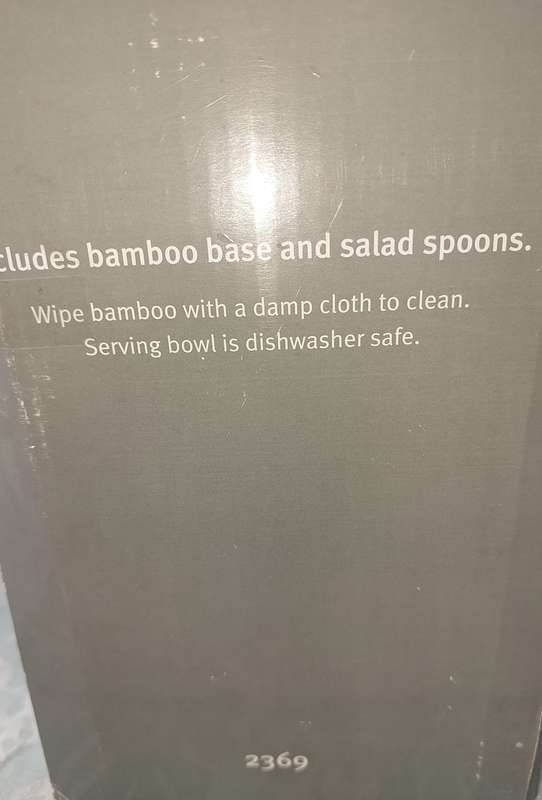 cludes bamboo base and salad spoons.
Wipe bamboo with a damp cloth to clean.
Serving bowl is dishwasher safe.
2369